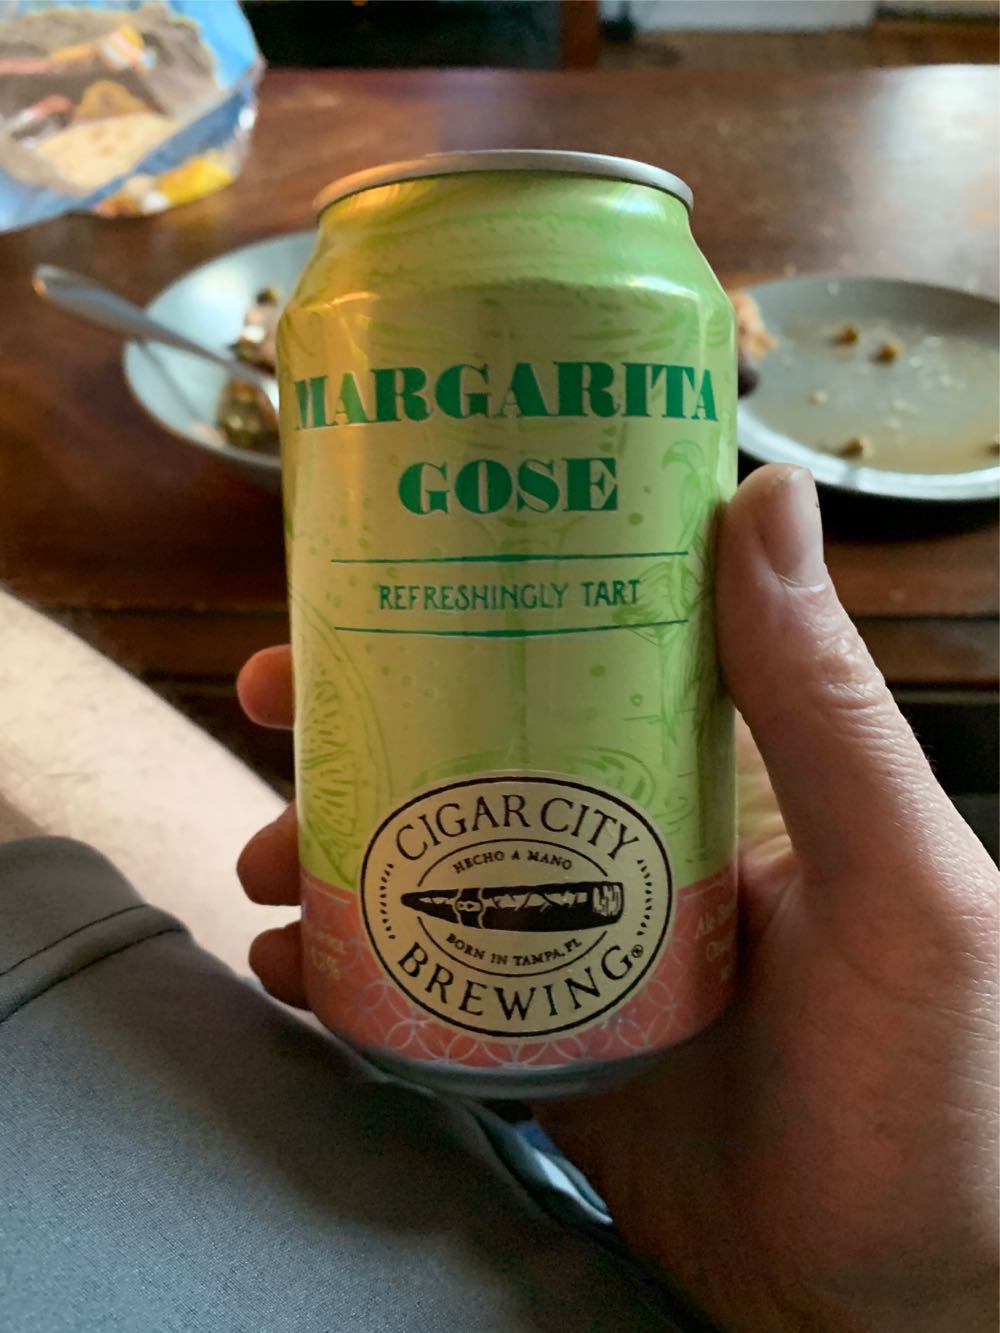 MARGARITA
GOSE
REFRESHINGLY TART
CIGAR CITY
HECHO A MANO
BORN IN TAMPA, FL
BREWING®